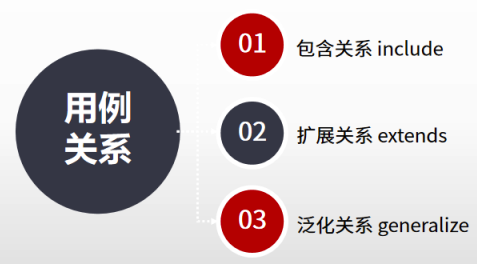 用例
关系
01
包含关系 include
02
扩展关系 extends
03
泛化关系 generalize